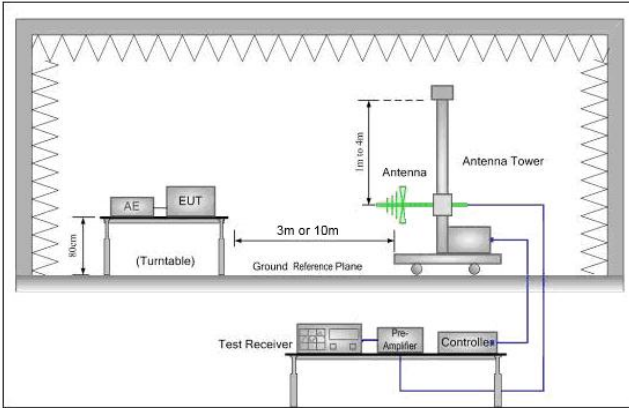 1m to 4m
Antenna
Antenna Tower
AE
EUT
80cm
(Turntable)
3m or 10m
Ground Reference Plane
Test Receiver
Pre-
Amplifier
Controlle